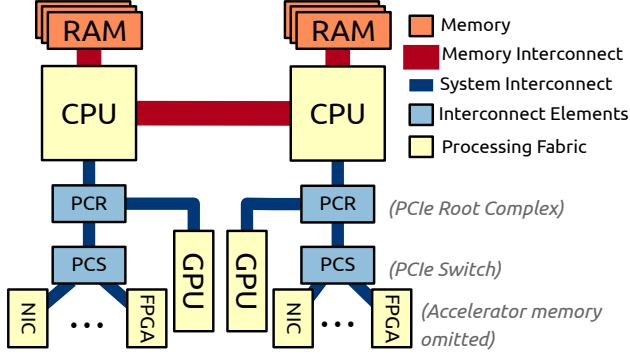 RAM
RAM
Memory
Memory Interconnect
System Interconnect
Interconnect Elements
Processing Fabric
CPU
CPU
PCR
PCR
(PCIe Root Complex)
GPU
GPU
PCS
PCS
(PCIe Switch)
NIC
...
FPGA
NIC
...
FPGA
(Accelerator memory
omitted)